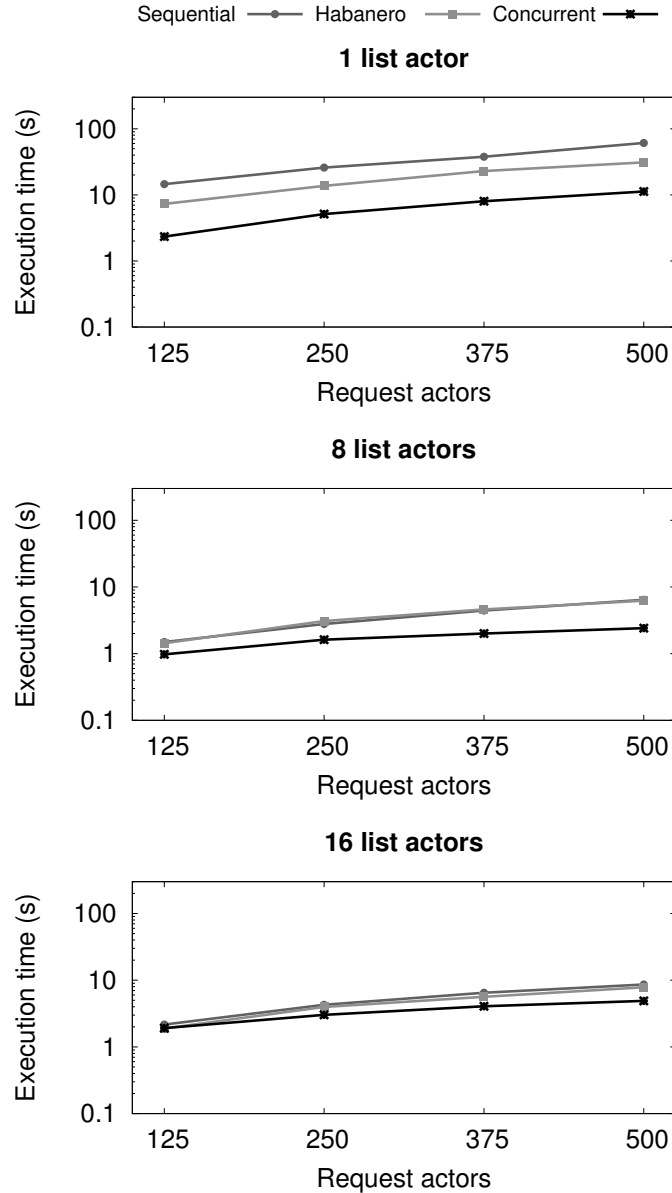 Sequential Habanero Concurrent
1 list actor
Execution time (s)
100
10
1
0.1
125 250 375 500
Request actors
8 list actors
Execution time (s)
100
10
1
0.1
125 250 375 500
Request actors
16 list actors
Execution time (s)
100
10
1
0.1
125 250 375 500
Request actors